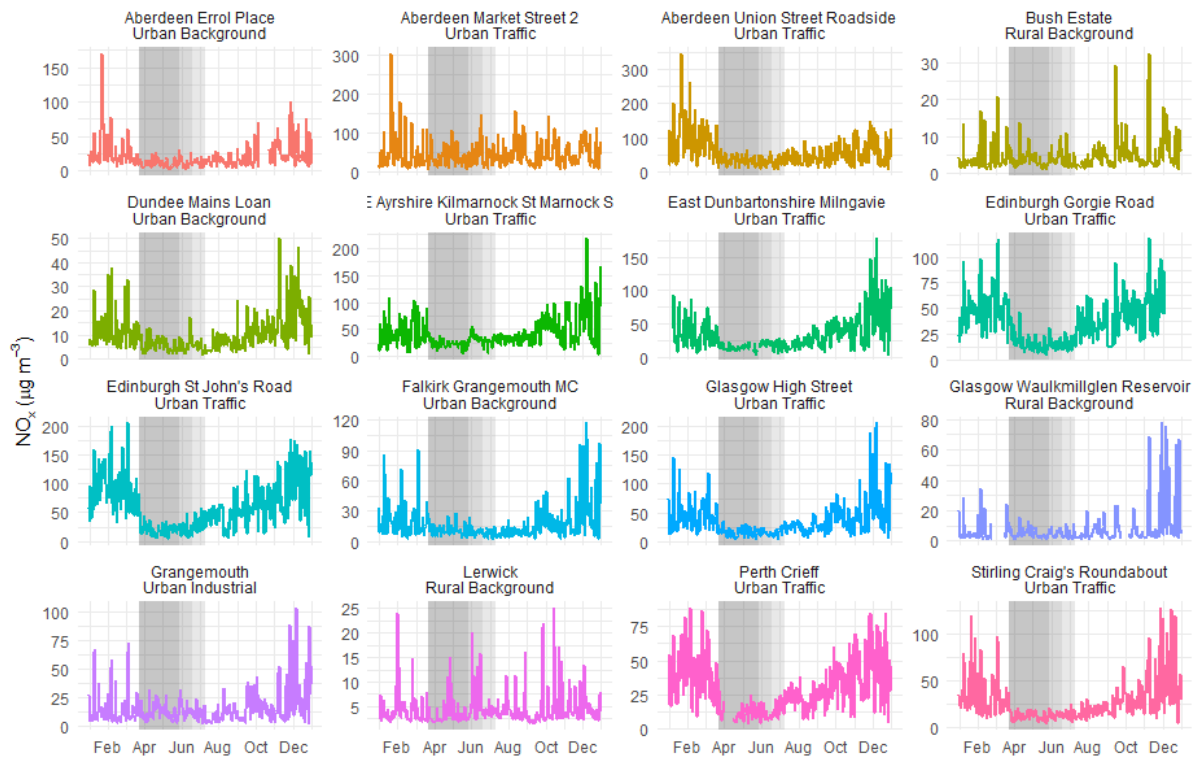 Aberdeen Errol Place
Urban Background
Aberdeen Market Street 2
Urban Traffic
Aberdeen Union Street Roadside
Urban Traffic
Bush Estate
Rural Background
150
100
50
0
300
200
100
0
300
200
100
0
30
20
10
0
Dundee Mains Loan
Urban Background
E Ayrshire Kilmarnock St Marnock S
Urban Traffic
East Dunbartonshire Milngavie
Urban Traffic
Edinburgh Gorgie Road
Urban Traffic
50
40
30
20
10
0
200
150
100
50
0
150
100
50
0
100
75
50
25
0
NOₓ (μg m⁻³)
Edinburgh St John's Road
Urban Traffic
Falkirk Grangemouth MC
Urban Background
Glasgow High Street
Urban Traffic
Glasgow Waulkmillglen Reservoir
Rural Background
200
150
100
50
0
120
90
60
30
0
200
150
100
50
0
80
60
40
20
0
Grangemouth
Urban Industrial
Lerwick
Rural Background
Perth Crieff
Urban Traffic
Stirling Craig's Roundabout
Urban Traffic
100
75
50
25
0
25
20
15
10
5
75
50
25
0
100
50
0
Feb Apr Jun Aug Oct Dec
Feb Apr Jun Aug Oct Dec
Feb Apr Jun Aug Oct Dec
Feb Apr Jun Aug Oct Dec